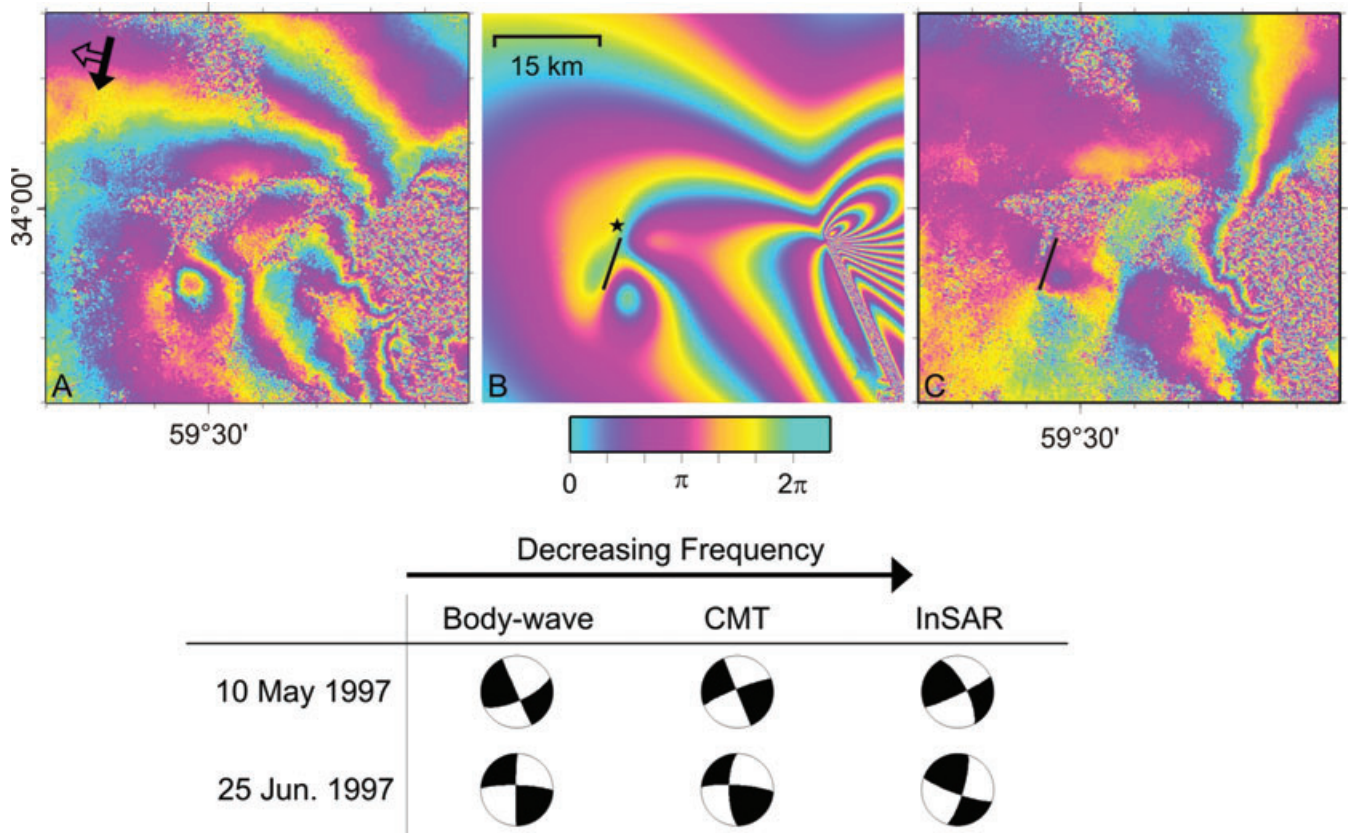 15 km
34°00'
A
B
C
59°30'
59°30'
0
π
2π
Decreasing Frequency
Body-wave CMT InSAR
10 May 1997
25 Jun. 1997